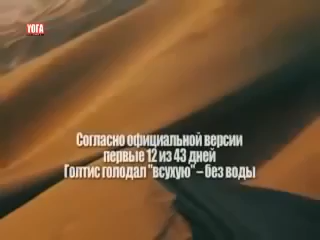 YOGA
Согласно официальной версии
первые 12 из 43 дней
Голтис голодал "всухую" – без воды